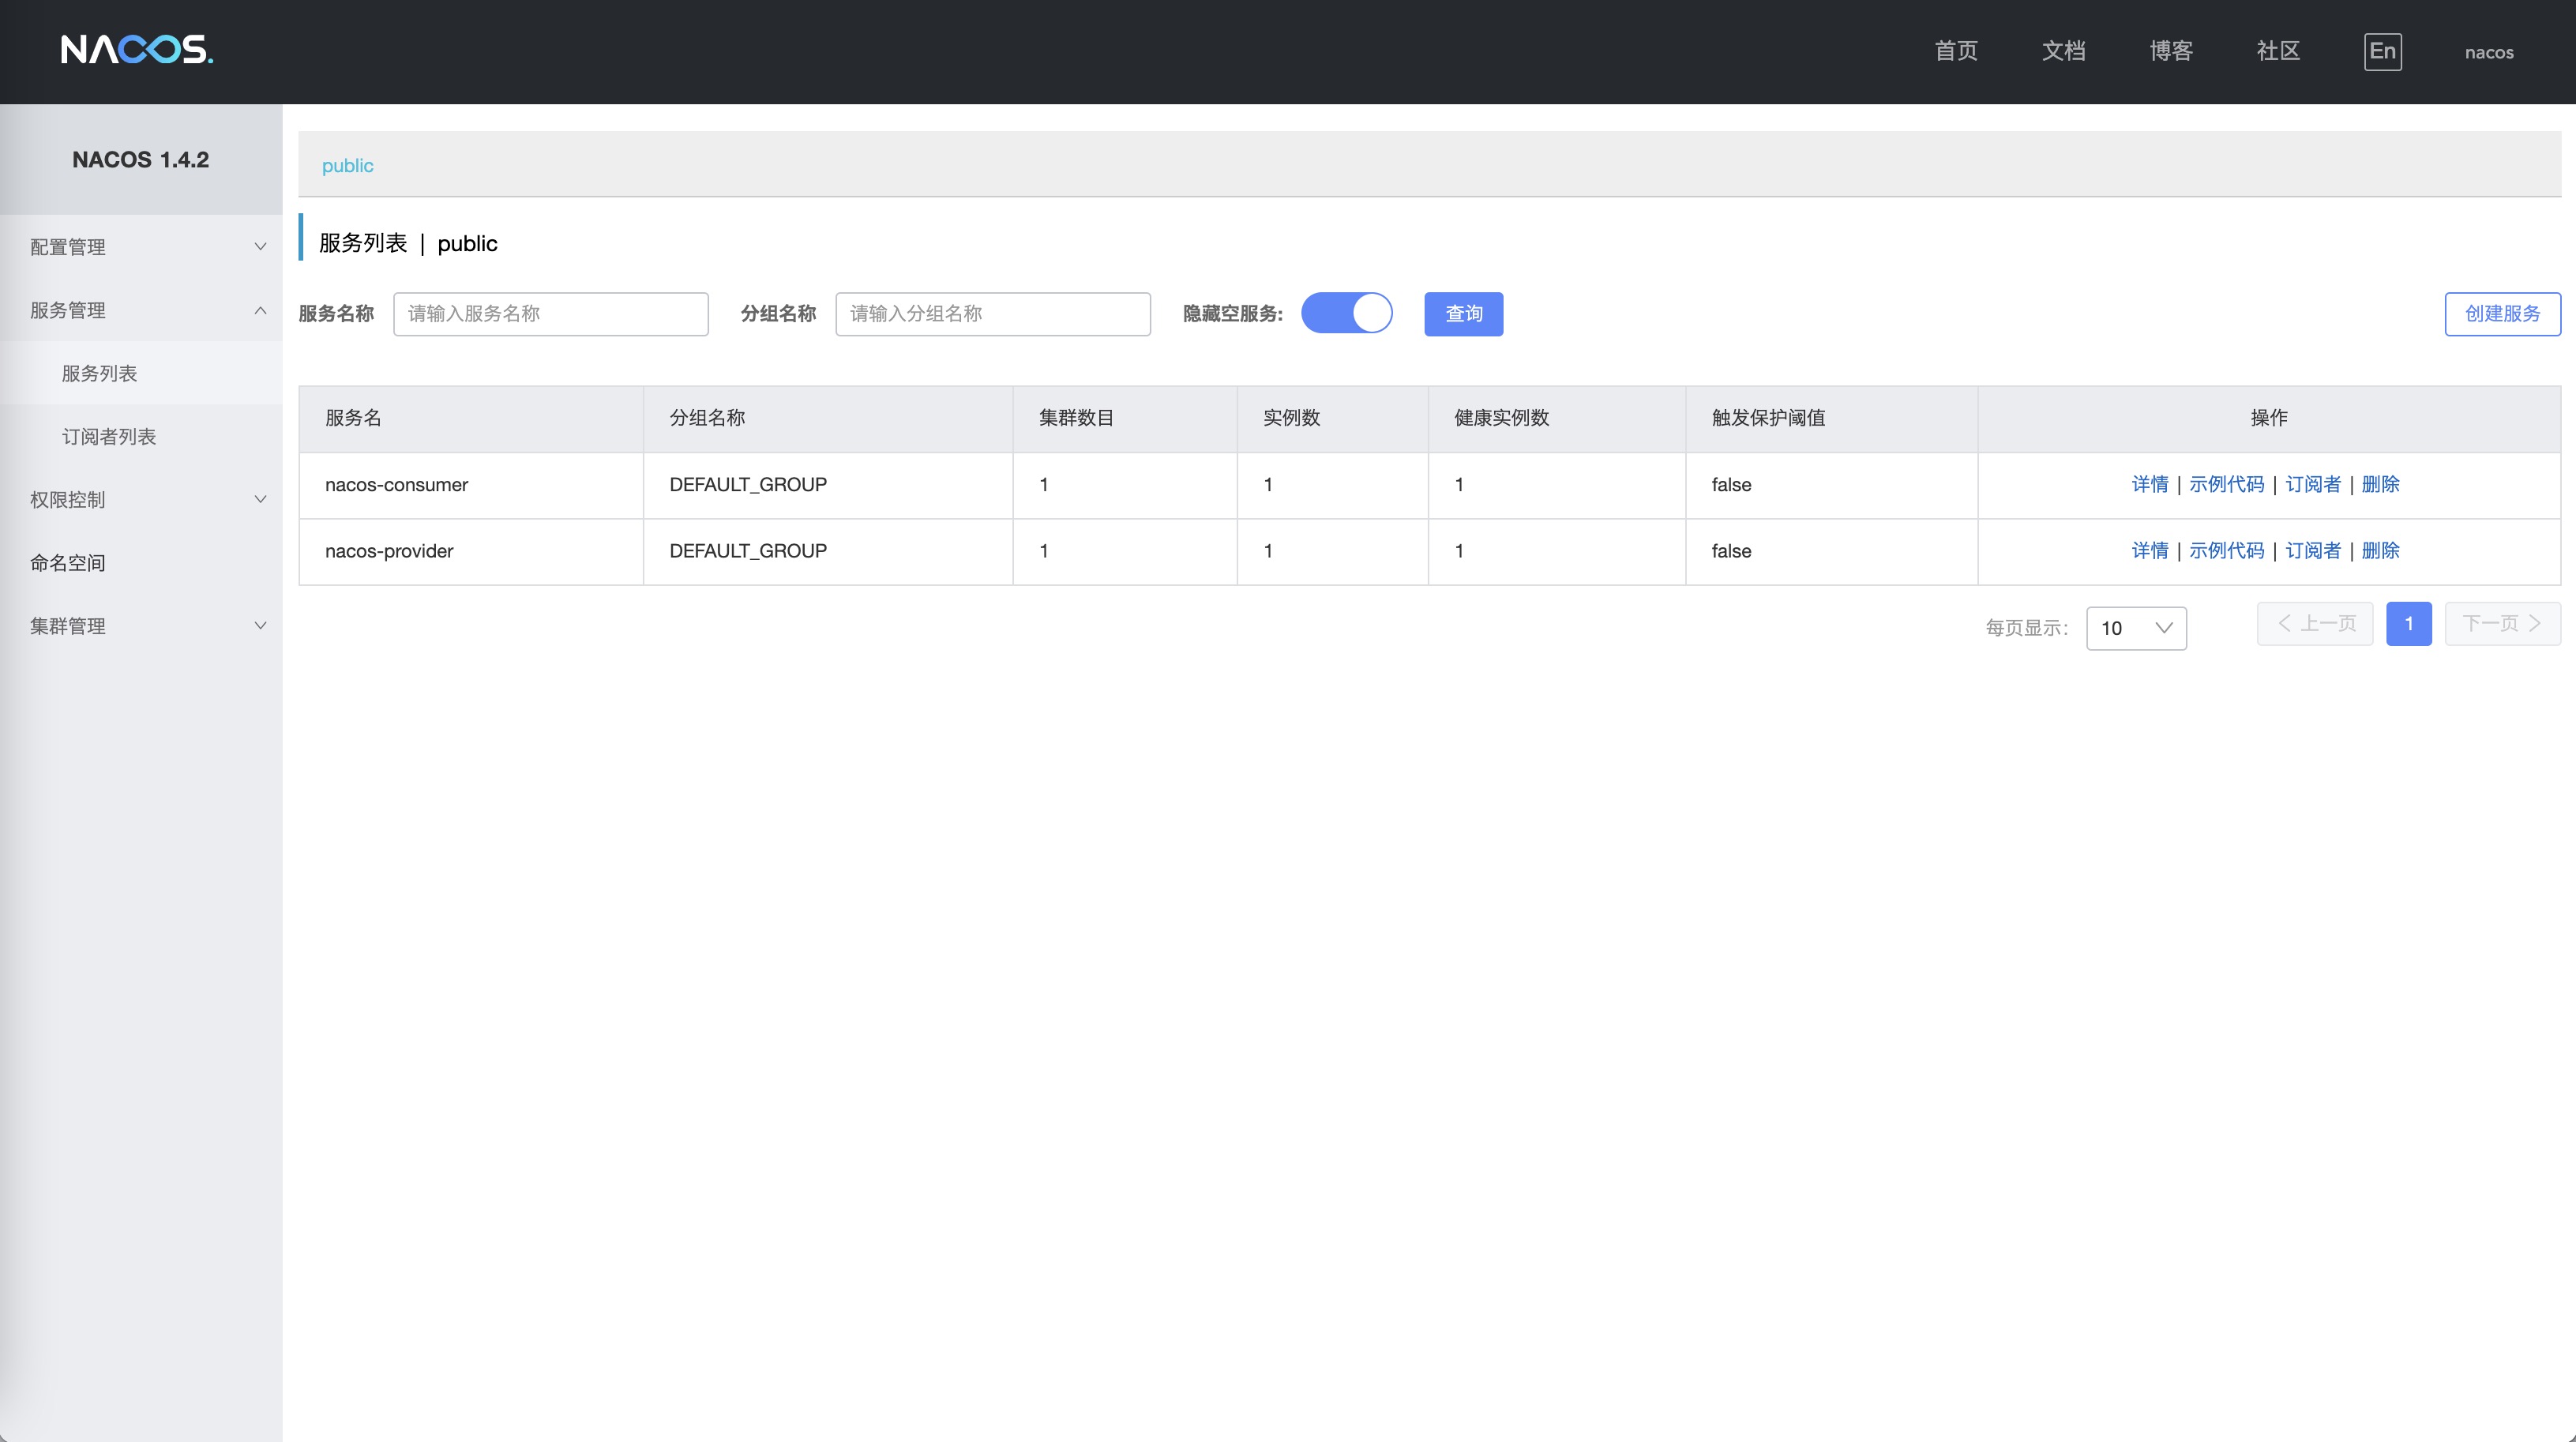 NACOS. 首页 文档 博客 社区 En nacos
NACOS 1.4.2
配置管理
服务管理
服务列表
订阅者列表
权限控制
命名空间
集群管理
public
服务列表 | public
服务名称 请输入服务名称 分组名称 请输入分组名称 隐藏空服务: 查询 创建服务
服务名 分组名称 集群数目 实例数 健康实例数 触发保护阈值 操作
nacos-consumer DEFAULT_GROUP 1 1 1 false 详情 | 示例代码 | 订阅者 | 删除
nacos-provider DEFAULT_GROUP 1 1 1 false 详情 | 示例代码 | 订阅者 | 删除
每页显示: 10 上一页 1 下一页